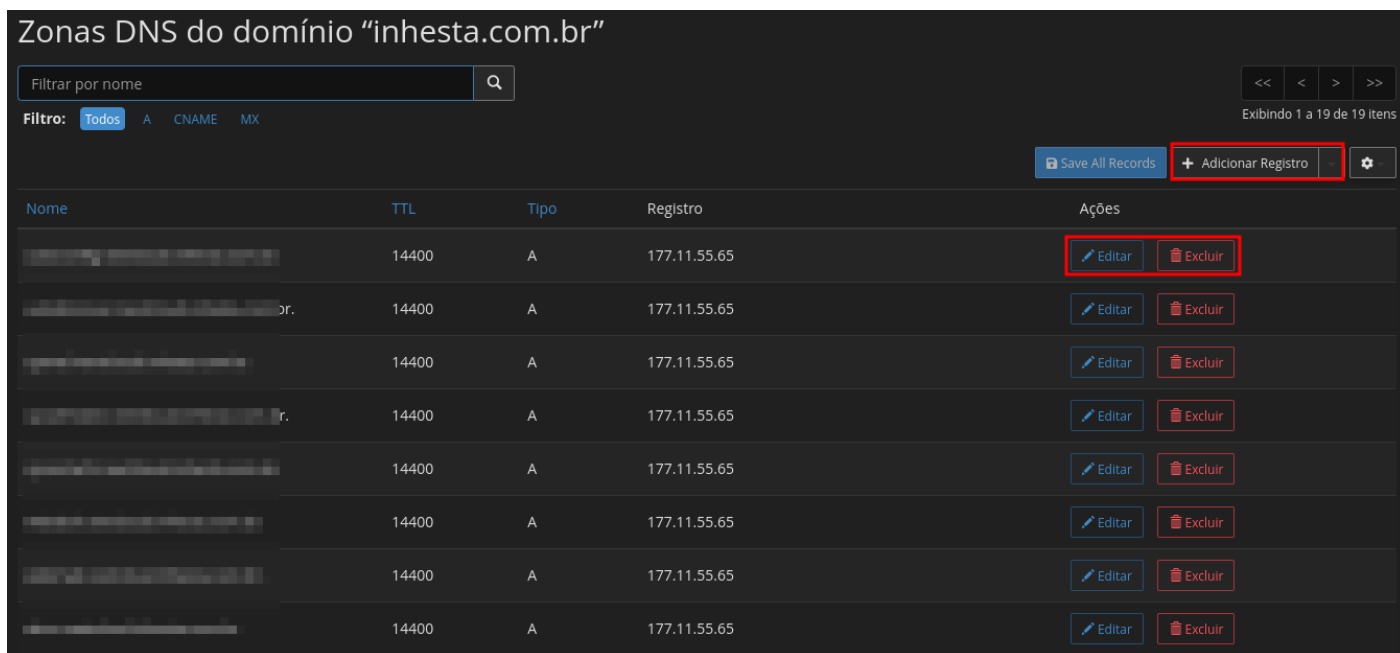 Zonas DNS do domínio “inhesta.com.br”
Filtrar por nome
<< < > >>
Filtro: Todos A CNAME MX
Exibindo 1 a 19 de 19 itens
Save All Records + Adicionar Registro
Nome TTL Tipo Registro Ações
14400 A 177.11.55.65 Editar Excluir
br. 14400 A 177.11.55.65 Editar Excluir
14400 A 177.11.55.65 Editar Excluir
r. 14400 A 177.11.55.65 Editar Excluir
14400 A 177.11.55.65 Editar Excluir
14400 A 177.11.55.65 Editar Excluir
14400 A 177.11.55.65 Editar Excluir
14400 A 177.11.55.65 Editar Excluir